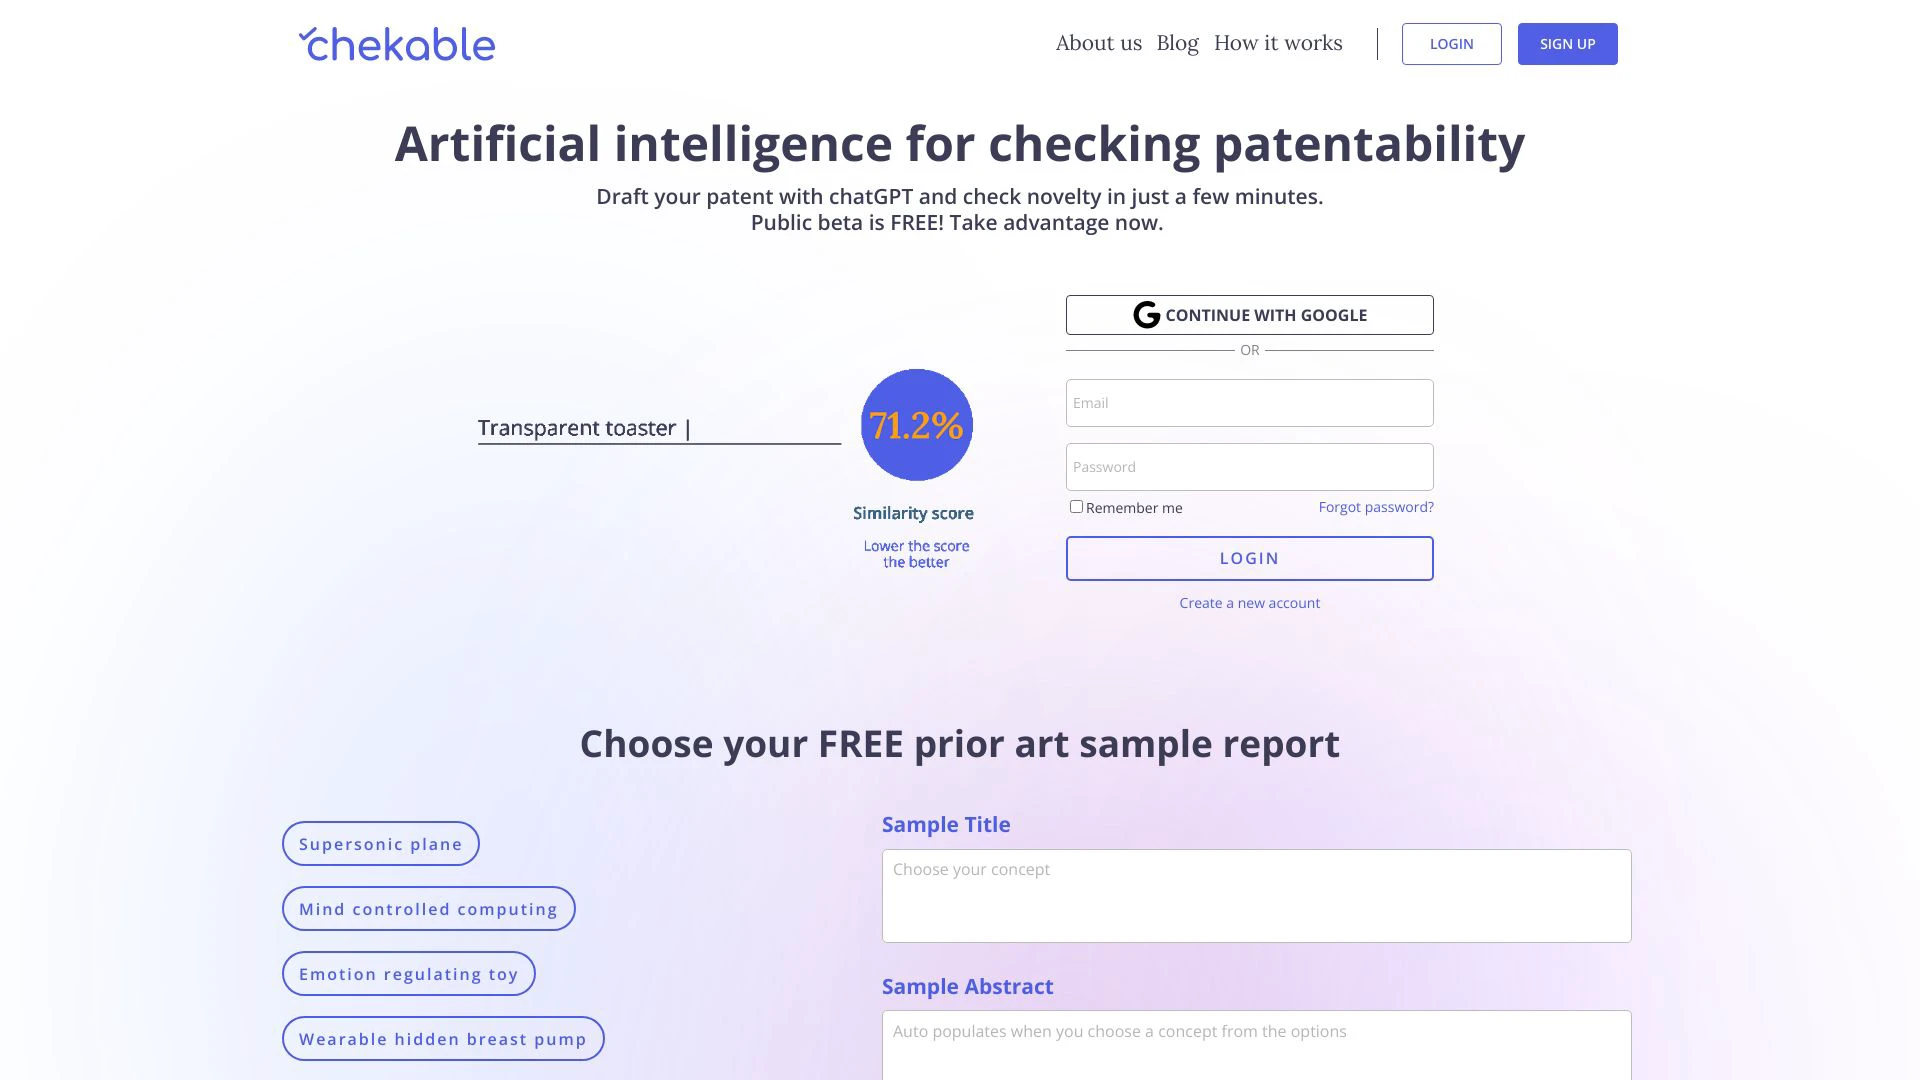 chekable
About us Blog How it works LOGIN SIGN UP
Artificial intelligence for checking patentability
Draft your patent with chatGPT and check novelty in just a few minutes.
Public beta is FREE! Take advantage now.
CONTINUE WITH GOOGLE
OR
Email
Transparent toaster |
71.2%
Password
Similarity score
Remember me Forgot password?
Lower the score
the better
LOGIN
Create a new account
Choose your FREE prior art sample report
Supersonic plane
Mind controlled computing
Emotion regulating toy
Wearable hidden breast pump
Sample Title
Choose your concept
Sample Abstract
Auto populates when you choose a concept from the options